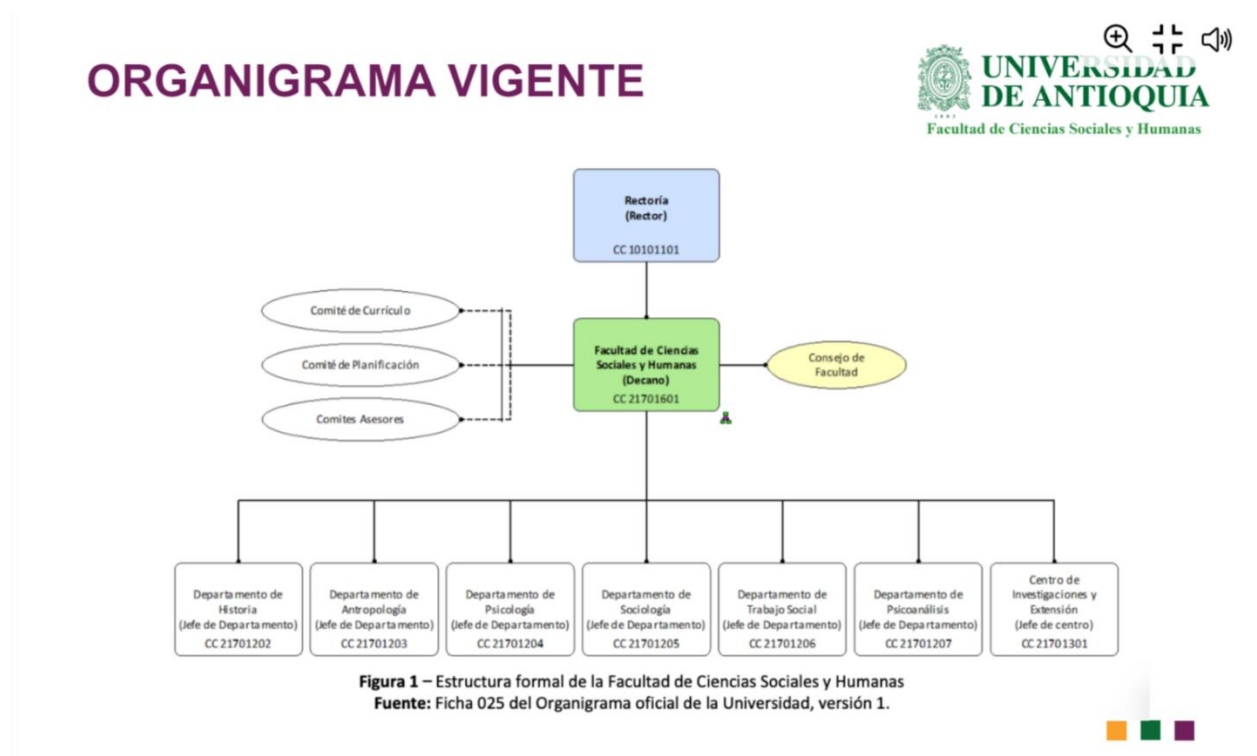 ORGANIGRAMA VIGENTE
UNIVERSIDAD
DE ANTIOQUIA
1803
Facultad de Ciencias Sociales y Humanas
Rectoría
(Rector)
CC 10101101
Comité de Currículo
Comité de Planificación
Comites Asesores
Facultad de Ciencias
Sociales y Humanas
(Decano)
CC 21701601
Consejo de
Facultad
Departamento de
Historia
(Jefe de Departamento)
CC 21701202
Departamento de
Antropología
(Jefe de Departamento)
CC 21701203
Departamento de
Psicología
(Jefe de Departamento)
CC 21701204
Departamento de
Sociología
(Jefe de Departamento)
CC 21701205
Departamento de
Trabajo Social
(Jefe de Departamento)
CC 21701206
Departamento de
Psicoanálisis
(Jefe de Departamento)
CC 21701207
Centro de
Investigaciones y
Extensión
(Jefe de centro)
CC 21701301
Figura 1 – Estructura formal de la Facultad de Ciencias Sociales y Humanas
Fuente: Ficha 025 del Organigrama oficial de la Universidad, versión 1.